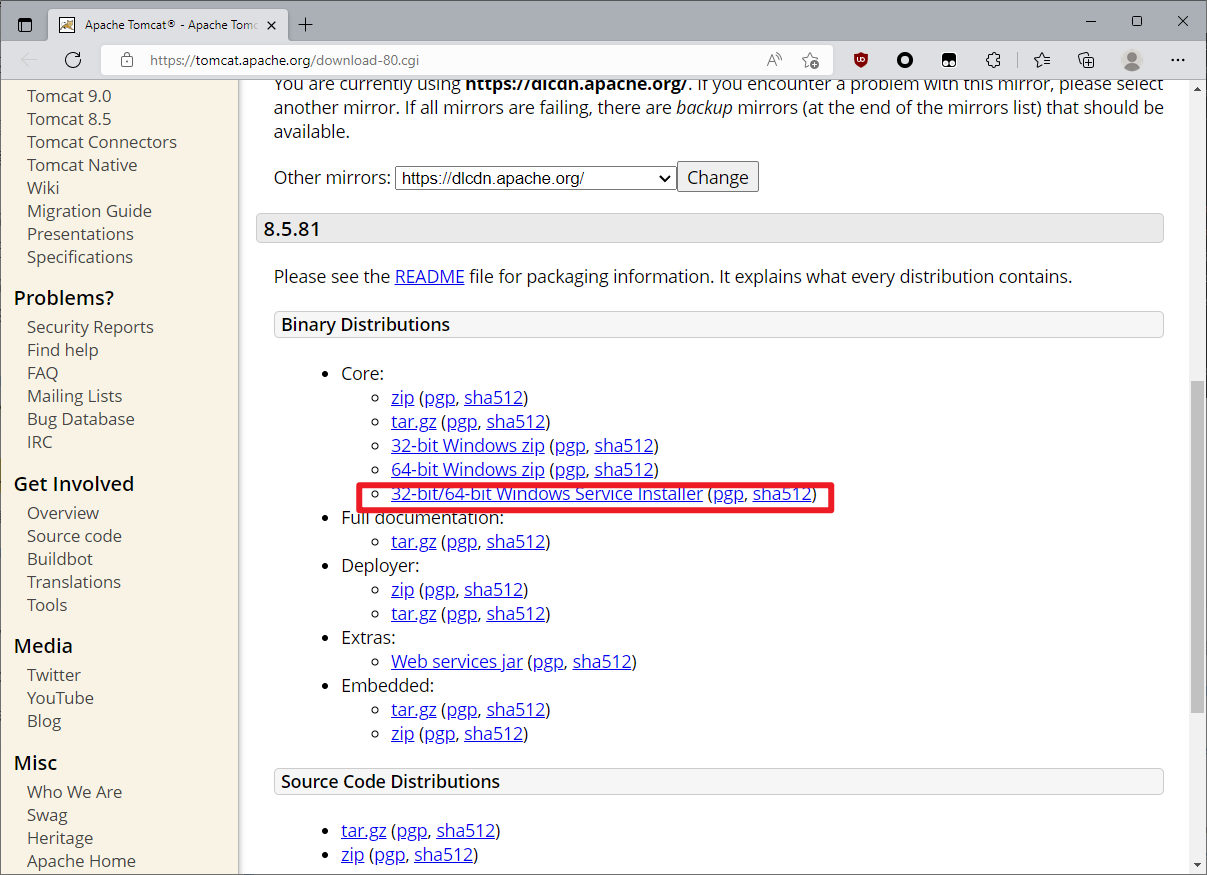 Apache Tomcat® - Apache Tomc
https://tomcat.apache.org/download-80.cgi
Tomcat 9.0
Tomcat 8.5
Tomcat Connectors
Tomcat Native
Wiki
Migration Guide
Presentations
Specifications
Problems?
Security Reports
Find help
FAQ
Mailing Lists
Bug Database
IRC
Get Involved
Overview
Source code
Buildbot
Translations
Tools
Media
Twitter
YouTube
Blog
Misc
Who We Are
Swag
Heritage
Apache Home
You are currently using https://dlcdn.apache.org/. If you encounter a problem with this mirror, please select
another mirror. If all mirrors are failing, there are backup mirrors (at the end of the mirrors list) that should be
available.
Other mirrors: https://dlcdn.apache.org/ Change
8.5.81
Please see the README file for packaging information. It explains what every distribution contains.
Binary Distributions
Core:
zip (pgp, sha512)
tar.gz (pgp, sha512)
32-bit Windows zip (pgp, sha512)
64-bit Windows zip (pgp, sha512)
32-bit/64-bit Windows Service Installer (pgp, sha512)
Full documentation:
tar.gz (pgp, sha512)
Deployer:
zip (pgp, sha512)
tar.gz (pgp, sha512)
Extras:
Web services jar (pgp, sha512)
Embedded:
tar.gz (pgp, sha512)
zip (pgp, sha512)
Source Code Distributions
tar.gz (pgp, sha512)
zip (pgp, sha512)